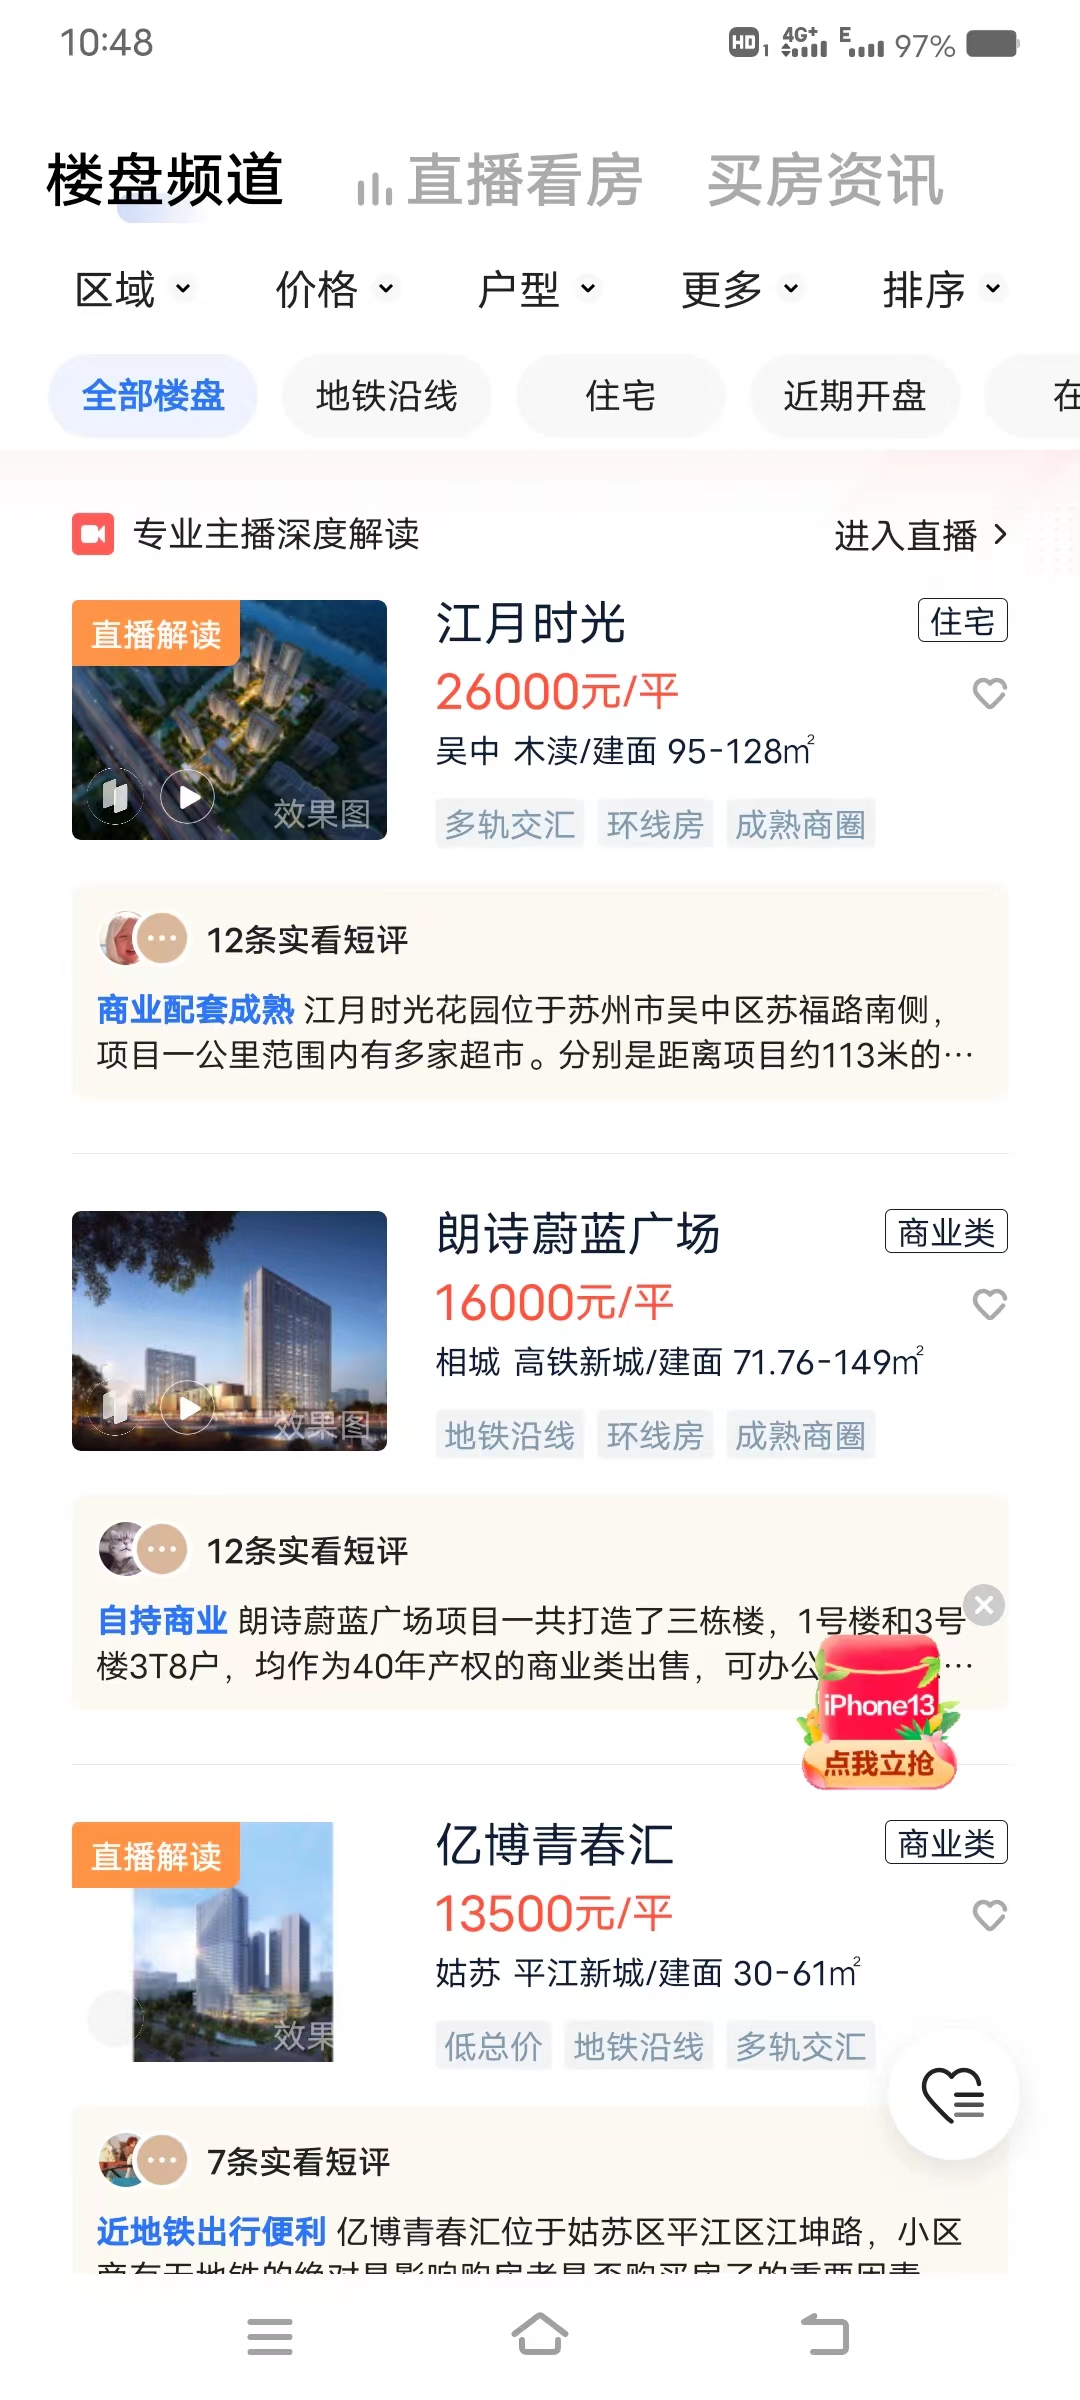 10:48
HD 1 4G+ E 97%
楼盘频道 直播看房 买房资讯
区域 价格 户型 更多 排序
全部楼盘 地铁沿线 住宅 近期开盘 在
专业主播深度解读 进入直播
直播解读
效果图
江月时光 住宅
26000元/平
吴中 木渎/建面 95-128㎡
多轨交汇 环线房 成熟商圈
12条实看短评
商业配套成熟 江月时光花园位于苏州市吴中区苏福路南侧，
项目一公里范围内有多家超市。分别是距离项目约113米的…
效果图
朗诗蔚蓝广场 商业类
16000元/平
相城 高铁新城/建面 71.76-149㎡
地铁沿线 环线房 成熟商圈
12条实看短评
自持商业 朗诗蔚蓝广场项目一共打造了三栋楼，1号楼和3号
楼3T8户，均作为40年产权的商业类出售，可办公…
iPhone13
点我立抢
直播解读
效果
亿博青春汇 商业类
13500元/平
姑苏 平江新城/建面 30-61㎡
低总价 地铁沿线 多轨交汇
7条实看短评
近地铁出行便利 亿博青春汇位于姑苏区平江区江坤路，小区